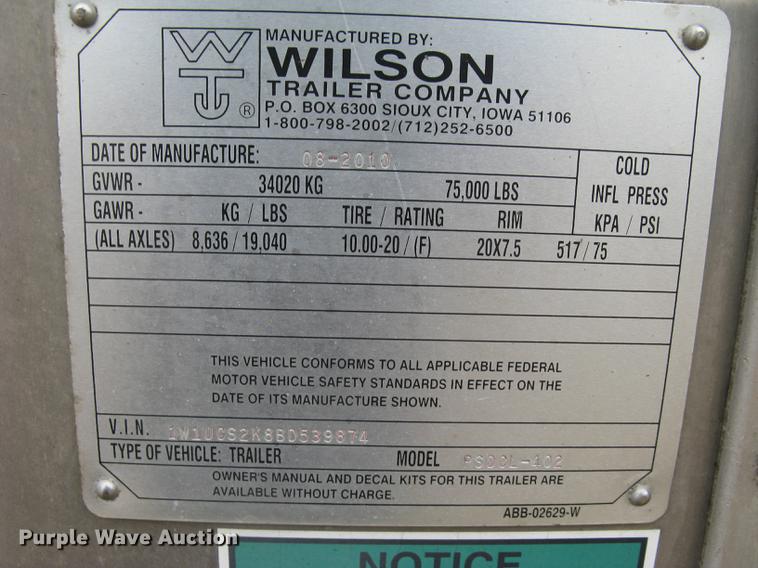 WTC ®
MANUFACTURED BY:
WILSON
TRAILER COMPANY
P.O. BOX 6300 SIOUX CITY, IOWA 51106
1-800-798-2002/(712)252-6500
DATE OF MANUFACTURE: 08-2010
COLD
INFL PRESS
KPA / PSI
GVWR - 34020 KG 75,000 LBS
GAWR - KG / LBS TIRE / RATING RIM
(ALL AXLES) 8,636 / 19,040 10.00-20 / (F) 20X7.5 517 / 75
THIS VEHICLE CONFORMS TO ALL APPLICABLE FEDERAL
MOTOR VEHICLE SAFETY STANDARDS IN EFFECT ON THE
DATE OF ITS MANUFACTURE SHOWN.
V.I.N.
TYPE OF VEHICLE: TRAILER MODEL
OWNER'S MANUAL AND DECAL KITS FOR THIS TRAILER ARE
AVAILABLE WITHOUT CHARGE.
ABB-02629-W
NOTICE
Purple Wave Auction